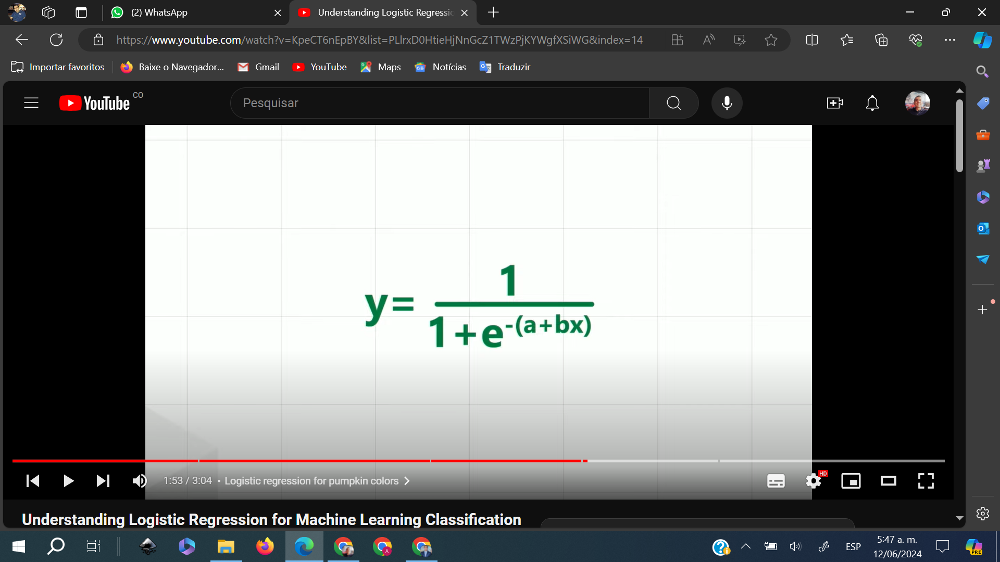 (2) WhatsApp
Understanding Logistic Regressic
https://www.youtube.com/watch?v=KpeCT6nEpBY&list=PLlrxD0HtieHjNnGcZ1TWzPjKYWgfXSiWG&index=14
Importar favoritos
Baixe o Navegador...
Gmail
YouTube
Maps
Notícias
Traduzir
YouTube CO
Pesquisar
y= 1
1+e-(a+bx)
1:53 / 3:04 • Logistic regression for pumpkin colors
HD
Understanding Logistic Regression for Machine Learning Classification
ESP
5:47 a. m.
12/06/2024
PRE